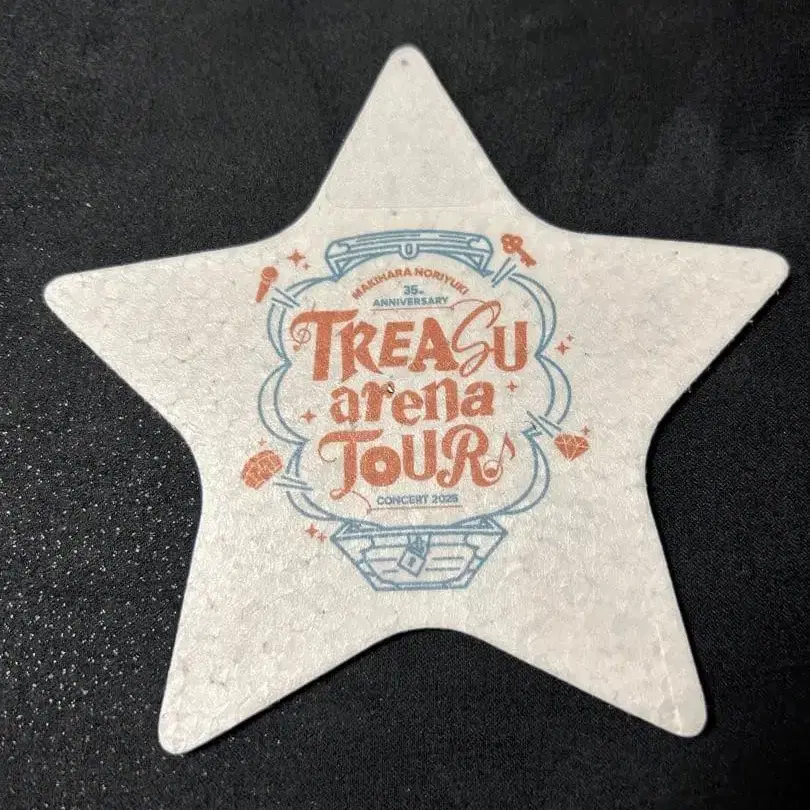 MAKIHARA NORIYUKI
35th
ANNIVERSARY
TREASU
arena
TOUR
CONCERT 2025